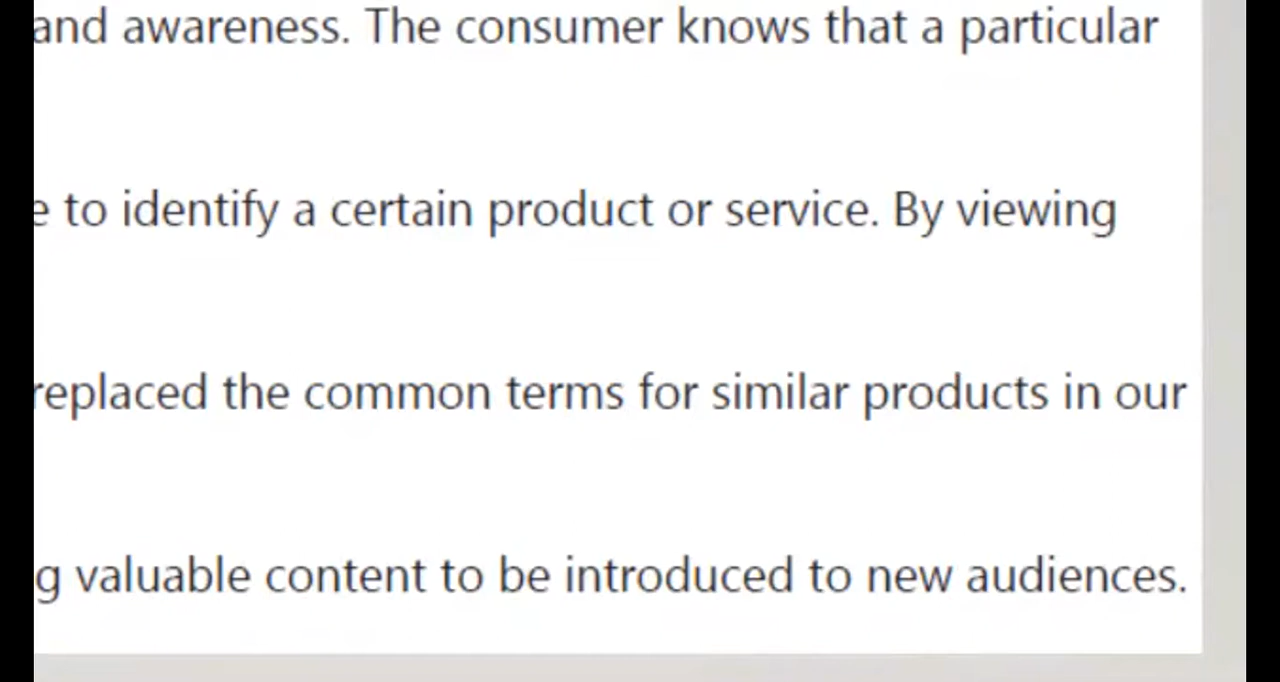 and awareness. The consumer knows that a particular
to identify a certain product or service. By viewing
replaced the common terms for similar products in our
valuable content to be introduced to new audiences.